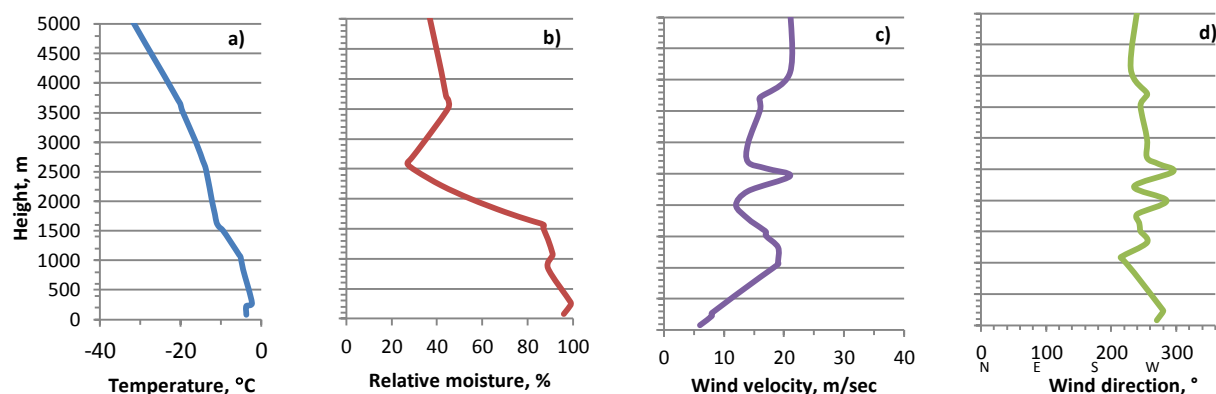 a)
b)
c)
d)
Height, m
5000
4500
4000
3500
3000
2500
2000
1500
1000
500
0
-40 -20 0
Temperature, °C
0 20 40 60 80 100
Relative moisture, %
0 10 20 30 40
Wind velocity, m/sec
0 100 200 300
N E S W
Wind direction, °